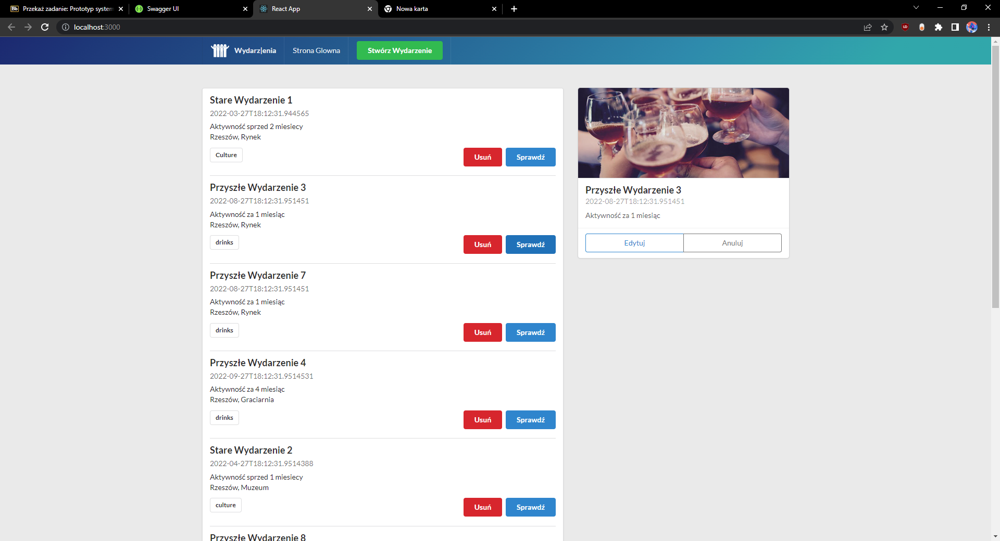 Przekaż zadanie: Prototyp system
Swagger UI
React App
Nowa karta
localhost:3000
Wydarz|enia
Strona Glowna
Stwórz Wydarzenie
Stare Wydarzenie 1
2022-03-27T18:12:31.944565
Aktywność sprzed 2 miesiecy
Rzeszów, Rynek
Culture
Usuń
Sprawdź
Przyszłe Wydarzenie 3
2022-08-27T18:12:31.951451
Aktywność za 1 miesiąc
Rzeszów, Rynek
drinks
Usuń
Sprawdź
Przyszłe Wydarzenie 7
2022-08-27T18:12:31.951451
Aktywność za 1 miesiąc
Rzeszów, Rynek
drinks
Usuń
Sprawdź
Przyszłe Wydarzenie 4
2022-09-27T18:12:31.9514531
Aktywność za 4 miesiąc
Rzeszów, Graciarnia
drinks
Usuń
Sprawdź
Stare Wydarzenie 2
2022-04-27T18:12:31.9514388
Aktywność sprzed 1 miesiecy
Rzeszów, Muzeum
culture
Usuń
Sprawdź
Przyszłe Wydarzenie 8
Przyszłe Wydarzenie 3
2022-08-27T18:12:31.951451
Aktywność za 1 miesiąc
Edytuj
Anuluj